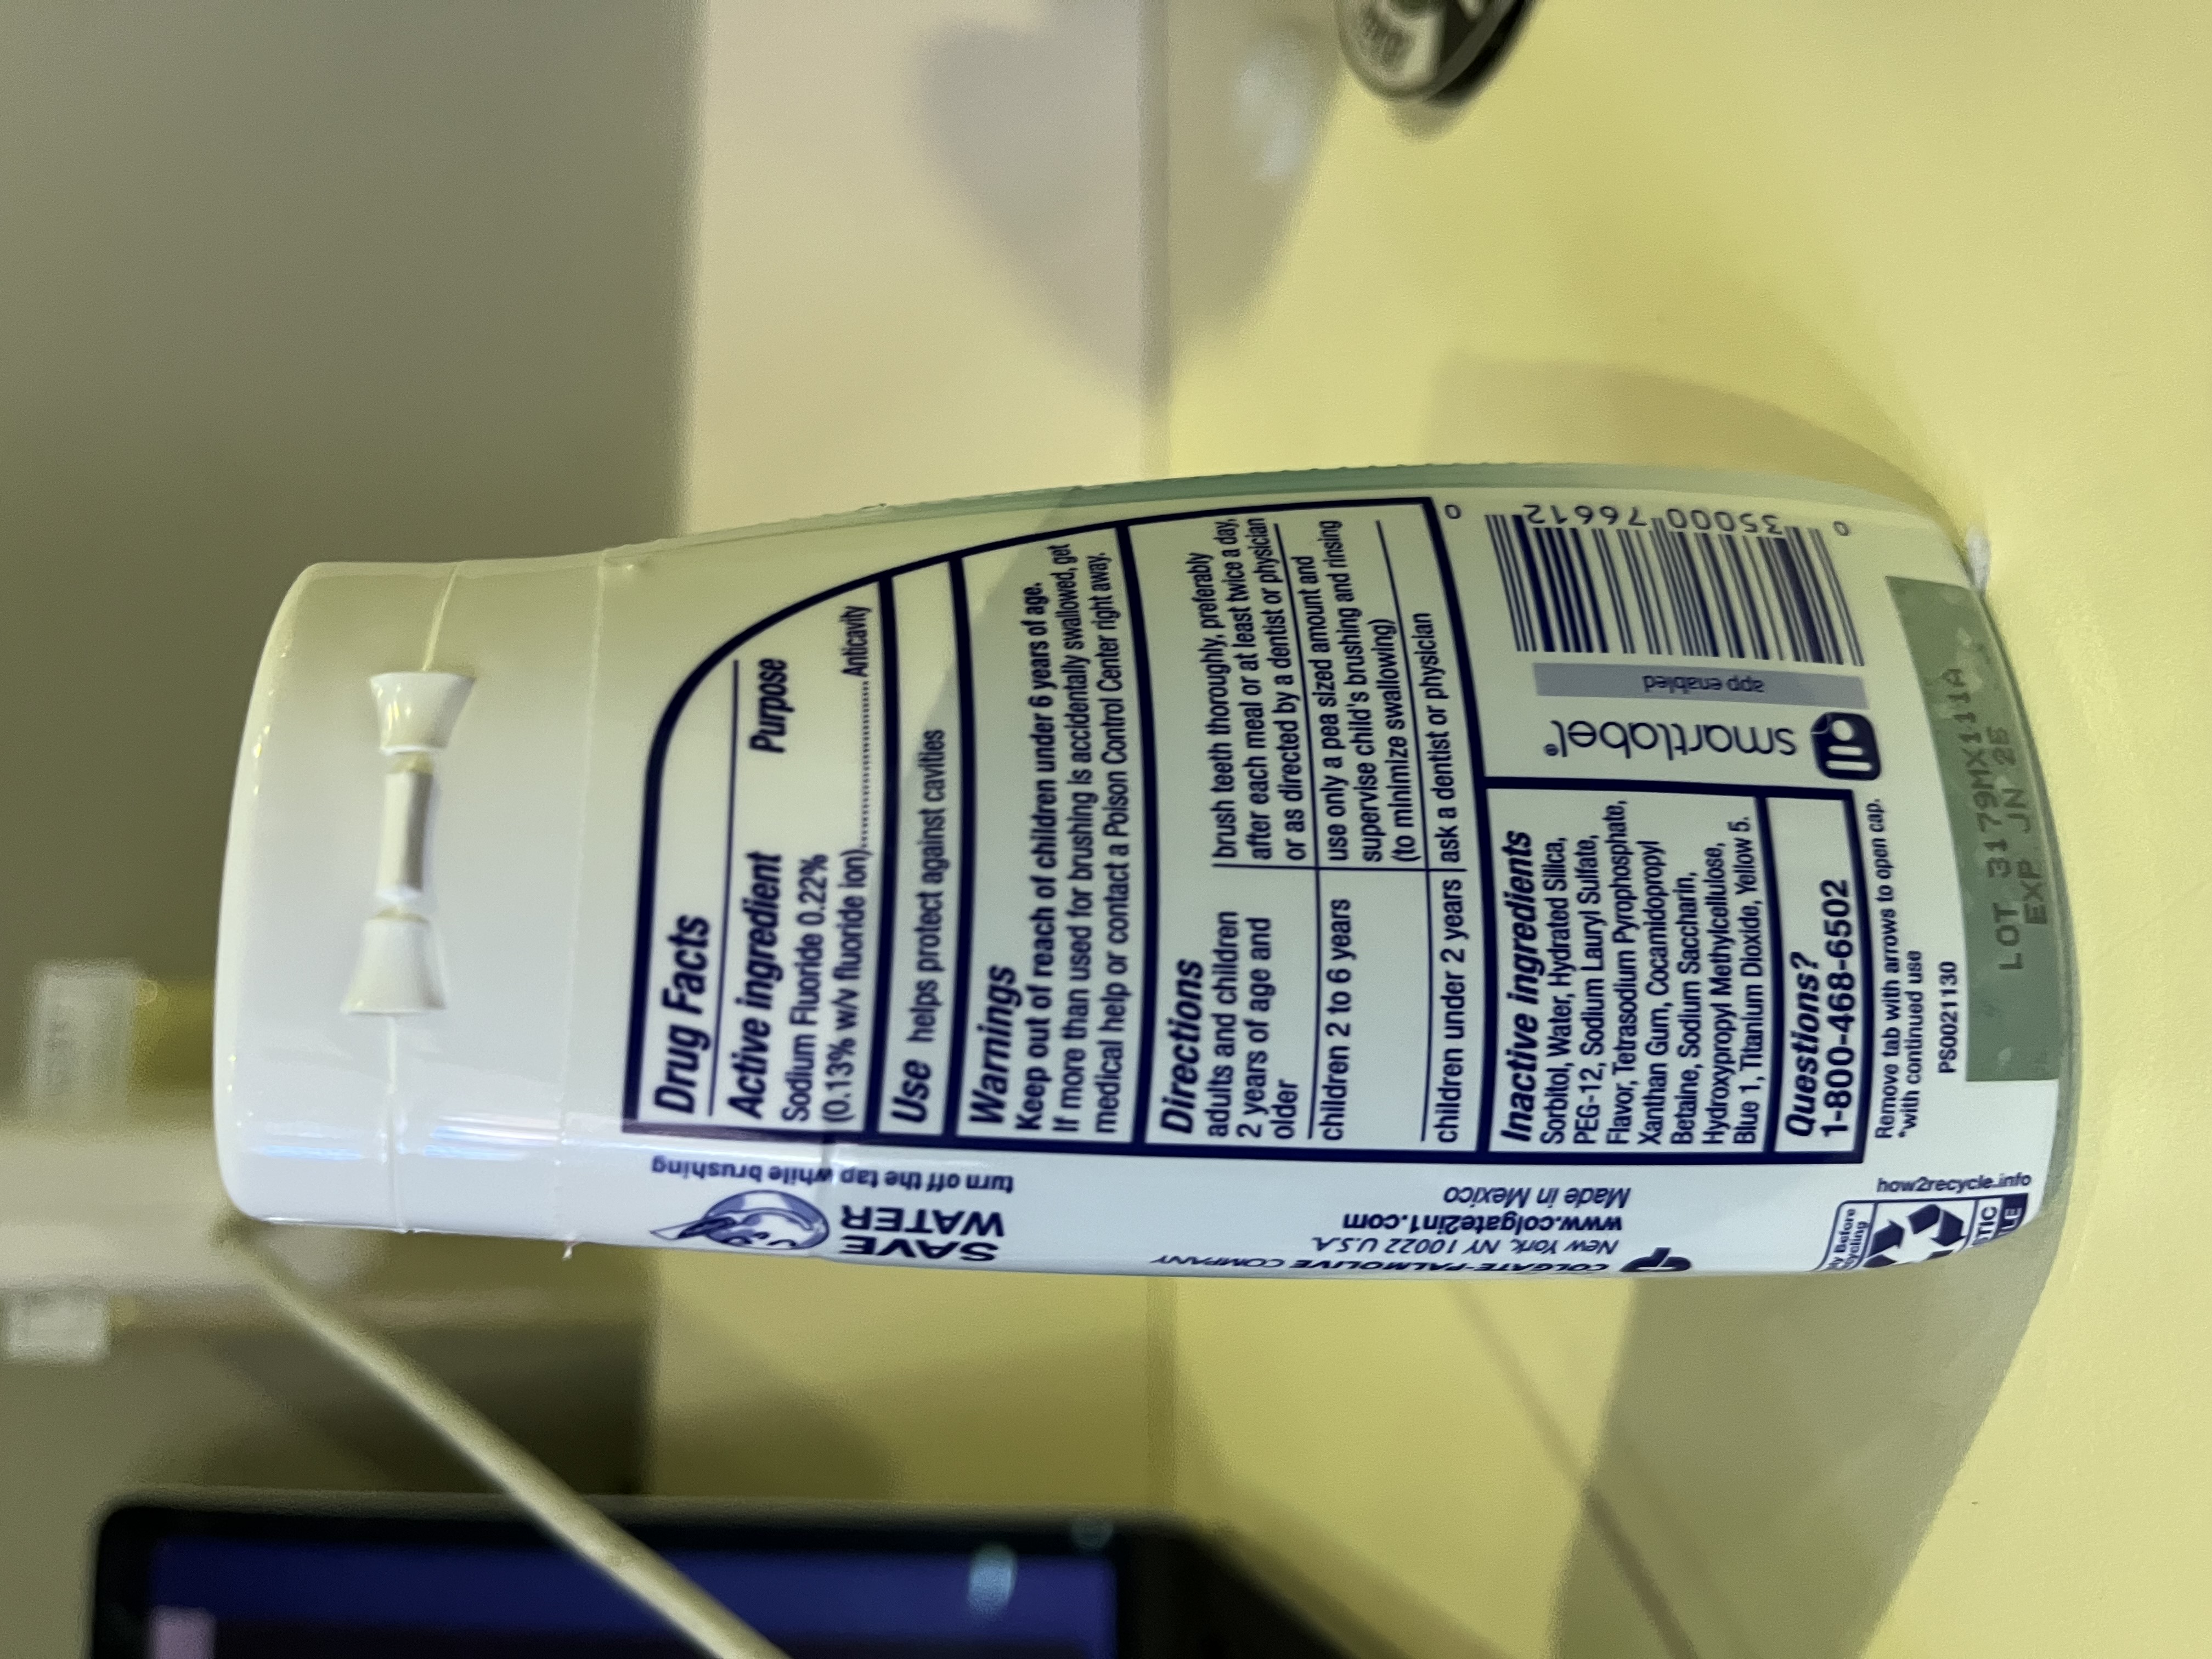 SAVE
WATER
turn off the tap while brushing
COLGATE-PALMOLIVE COMPANY
New York, NY 10022 U.S.A.
www.colgate2in1.com
Made in Mexico
Before
how2recycle.info
Drug Facts
Active ingredient Purpose
Sodium Fluoride 0.22%
(0.13% w/v fluoride ion)............................ Anticavity
Use helps protect against cavities
Warnings
Keep out of reach of children under 6 years of age.
If more than used for brushing is accidentally swallowed, get
medical help or contact a Poison Control Center right away.
Directions
adults and children
2 years of age and
older
brush teeth thoroughly, preferably
after each meal or at least twice a day,
or as directed by a dentist or physician
children 2 to 6 years
use only a pea sized amount and
supervise child's brushing and rinsing
(to minimize swallowing)
children under 2 years
ask a dentist or physician
Inactive ingredients
Sorbitol, Water, Hydrated Silica,
PEG-12, Sodium Lauryl Sulfate,
Flavor, Tetrasodium Pyrophosphate,
Xanthan Gum, Cocamidopropyl
Betaine, Sodium Saccharin,
Hydroxypropyl Methylcellulose,
Blue 1, Titanium Dioxide, Yellow 5.
Questions?
1-800-468-6502
smartlabel®
app enabled
0 35000 76612 0
Remove tab with arrows to open cap.
*with continued use
PS0021130
LOT 3179MX111A
EXP JN 25